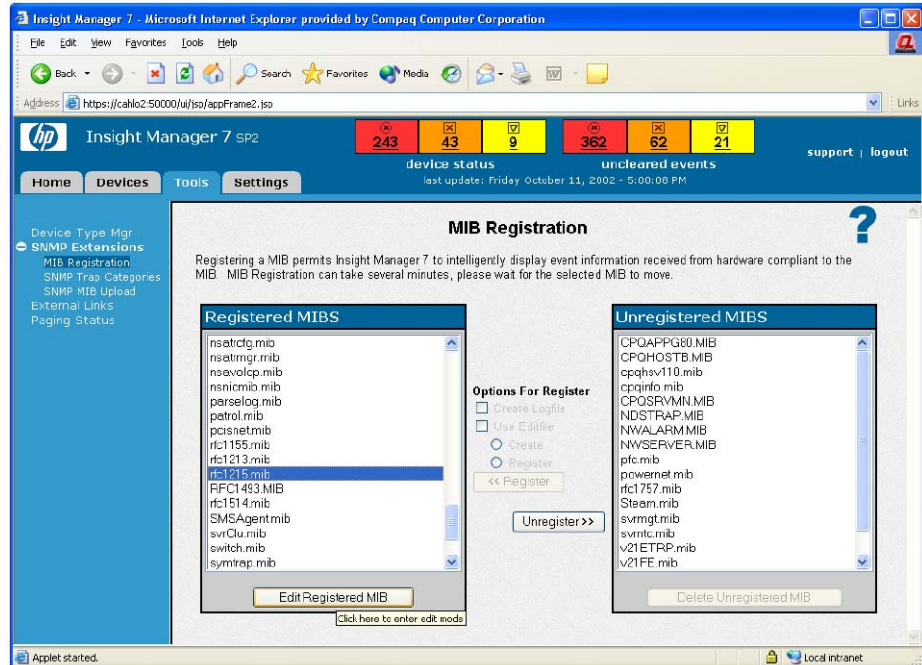 Insight Manager 7 - Microsoft Internet Explorer provided by Compaq Computer Corporation
File Edit View Favorites Tools Help
Back Search Favorites Media
Address https://cahlo2:50000/ui/jsp/appFrame2.jsp Links
hp Insight Manager 7 SP2
243 43 9 362 62 21
device status uncleared events
support | logout
last update: Friday October 11, 2002 - 5:00:08 PM
Home Devices Tools Settings
Device Type Mgr
SNMP Extensions
MIB Registration
SNMP Trap Categories
SNMP MIB Upload
External Links
Paging Status
MIB Registration
?
Registering a MIB permits Insight Manager 7 to intelligently display event information received from hardware compliant to the
MIB. MIB Registration can take several minutes, please wait for the selected MIB to move.
Registered MIBS
nsatrcfg.mib
nsatrmgr.mib
nsavolcp.mib
nsnicmib.mib
parselog.mib
patrol.mib
pcisnet.mib
rfc1155.mib
rfc1213.mib
rfc1215.mib
RFC1493.MIB
rfc1514.mib
SMSAgent.mib
svrClu.mib
switch.mib
symtrap.mib
Edit Registered MIB
Click here to enter edit mode
Options For Register
Create Logfile
Use Editfile
Create
Register
<< Register
Unregister >>
Unregistered MIBS
CPQAPPG80.MIB
CPQHOSTB.MIB
cpqhsv110.mib
cpqinfo.mib
CPQSRVMN.MIB
NDSTRAP.MIB
NWALARM.MIB
NWSERVER.MIB
pfc.mib
powernet.mib
rfc1757.mib
Steam.mib
svrmgt.mib
svrntc.mib
v21ETRP.mib
v21FE.mib
Delete Unregistered MIB
Applet started. Local intranet